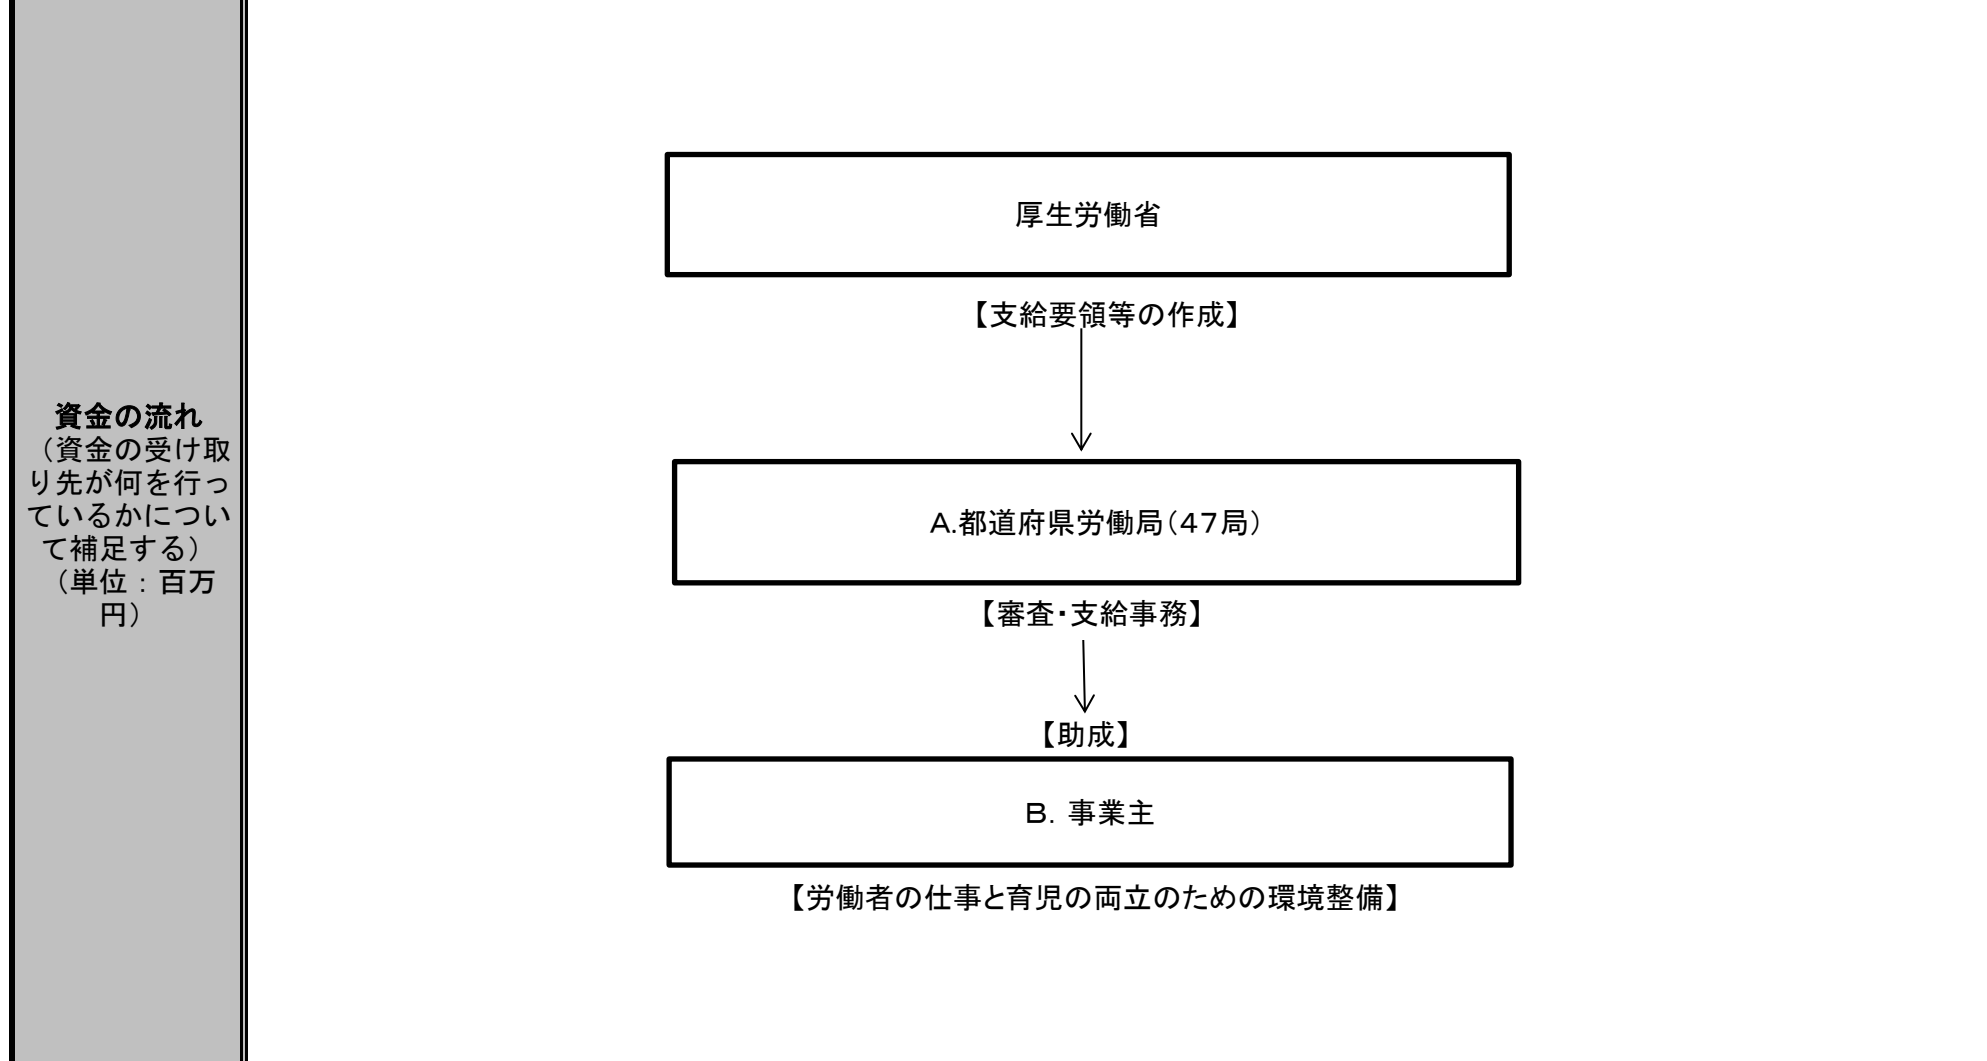 資金の流れ
（資金の受け取
り先が何を行っ
ているかについ
て補足する）
（単位：百万
円）
厚生労働省
【支給要領等の作成】
A.都道府県労働局（４７局）
【審査・支給事務】
【助成】
Ｂ．事業主
【労働者の仕事と育児の両立のための環境整備】